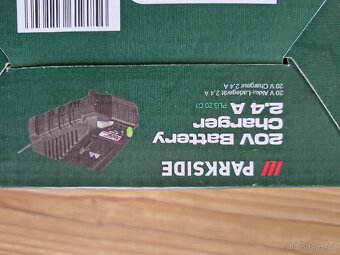 /// PARKSIDE
20V Battery
Charger
2.4 A PLG 20 C1
20 V Akku-Ladegerät 2.4 A
20 V Chargeur 2.4 A